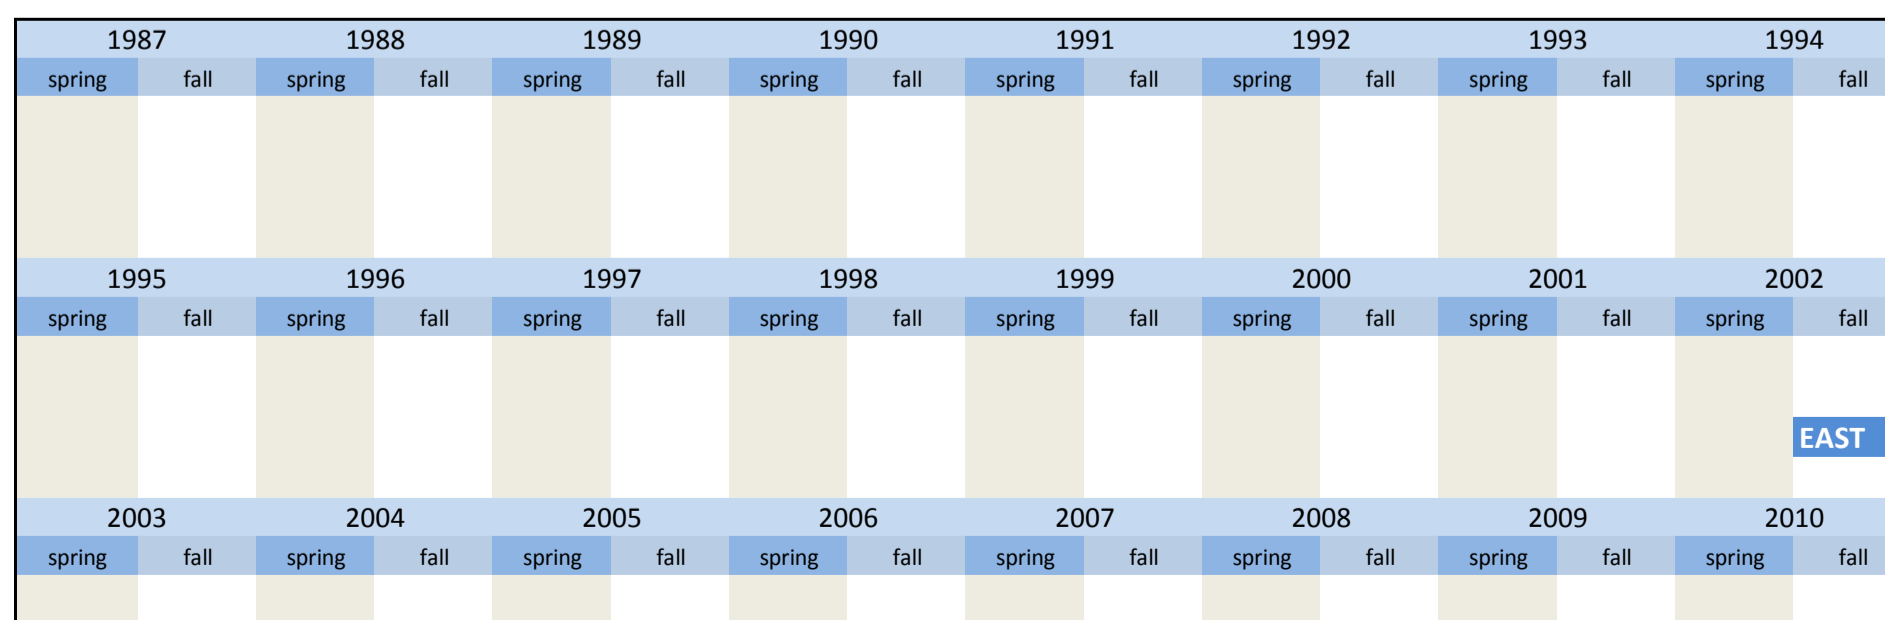 1987 1988 1989 1990 1991 1992 1993 1994
spring fall spring fall spring fall spring fall spring fall spring fall spring fall spring fall
1995 1996 1997 1998 1999 2000 2001 2002
spring fall spring fall spring fall spring fall spring fall spring fall spring fall spring fall
EAST
2003 2004 2005 2006 2007 2008 2009 2010
spring fall spring fall spring fall spring fall spring fall spring fall spring fall spring fall